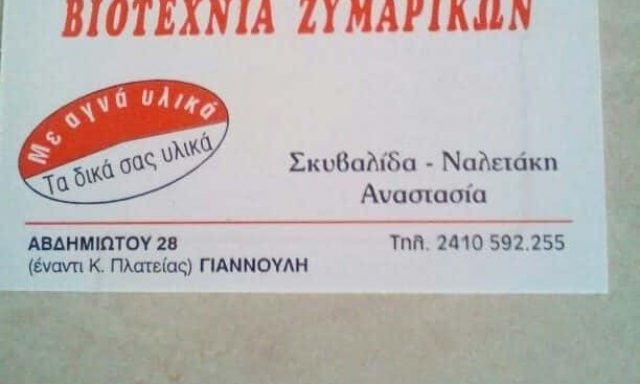 ΒΙΟΤΕΧΝΙΑ ΖΥΜΑΡΙΚΩΝ
Με αγνά υλικά
Τα δικά σας υλικά
Σκυβαλίδα - Ναλετάκη
Αναστασία
ΑΒΔΗΜΙΩΤΟΥ 28
(έναντι Κ. Πλατείας) ΓΙΑΝΝΟΥΛΗ
Τηλ. 2410 592.255